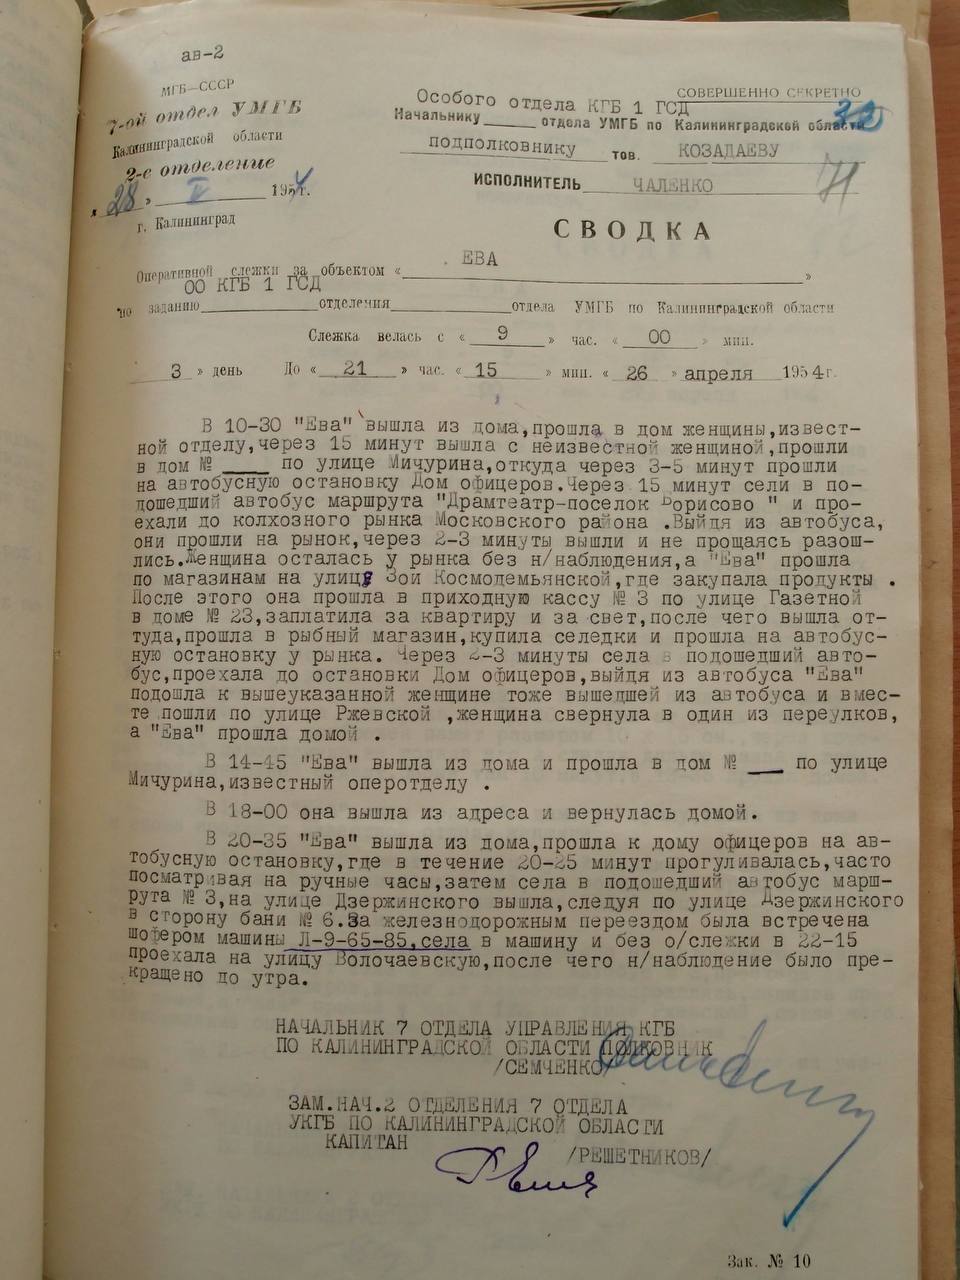 ав-2
МГБ—СССР
7-ой отдел УМГБ
Калининградской области
2-е отделение
„28 " 1954г.
г. Калининград
СОВЕРШЕННО СЕКРЕТНО
Особого отдела КГБ 1 ГСД
Начальнику ______ отдела УМГБ по Калининградской области
ПОДПОЛКОВНИКУ тов. КОЗАДАЕВУ
71
ИСПОЛНИТЕЛЬ ЧАЛЕНКО
СВОДКА
Оперативной слежки за объектом « ЕВА »
ОО КГБ 1 ГСД
по заданию ______ отделения ______ отдела УМГБ по Калининградской области
Слежка велась с « 9 » час. « 00 » мин.
3 » день До « 21 » час. « 15 » мин. « 26 » апреля 1954г.
В 10-30 "Ева" вышла из дома,прошла в дом женщины,извест-
ной отделу,через 15 минут вышла с неизвестной женщиной,прошли
в дом № ____ по улице Мичурина,откуда через 3-5 минут прошли
на автобусную остановку Дом офицеров.Через 15 минут сели в по-
дошедший автобус маршрута "Драмтеатр-поселок Борисово " и про-
ехали до колхозного рынка Московского района .Выйдя из автобуса,
они прошли на рынок,через 2-3 минуты вышли и не прощаясь разош-
лись.Женщина осталась у рынка без н/наблюдения,а "Ева" прошла
по магазинам на улице Зои Космодемьянской,где закупала продукты .
После этого она прошла в приходную кассу № 3 по улице Газетной
в доме № 23,заплатила за квартиру и за свет,после чего вышла от-
туда,прошла в рыбный магазин,купила селедки и прошла на автобус-
ную остановку у рынка. Через 2-3 минуты села в подошедший авто-
бус,проехала до остановки Дом офицеров,выйдя из автобуса "Ева"
подошла к вышеуказанной женщине тоже вышедшей из автобуса и вмес-
те пошли по улице Ржевской ,женщина свернула в один из переулков,
а "Ева" прошла домой .
В 14-45 "Ева" вышла из дома и прошла в дом № ___ по улице
Мичурина,известный оперотделу .
В 18-00 она вышла из адреса и вернулась домой.
В 20-35 "Ева" вышла из дома,прошла к дому офицеров на ав-
тобусную остановку,где в течение 20-25 минут прогуливалась,часто
посматривая на ручные часы,затем села в подошедший автобус марш-
рута № 3,на улице Дзержинского вышла,следуя по улице Дзержинского
в сторону бани № 6.За железнодорожным переездом была встречена
шофером машины Л-9-65-85,села в машину и без о/слежки в 22-15
проехала на улицу Волочаевскую,после чего н/наблюдение было пре-
кращено до утра.
НАЧАЛЬНИК 7 ОТДЕЛА УПРАВЛЕНИЯ КГБ
ПО КАЛИНИНГРАДСКОЙ ОБЛАСТИ ПОЛКОВНИК
/СЕМЧЕНКО/
ЗАМ.НАЧ.2 ОТДЕЛЕНИЯ 7 ОТДЕЛА
УКГБ ПО КАЛИНИНГРАДСКОЙ ОБЛАСТИ
КАПИТАН
/РЕШЕТНИКОВ/
Зак. № 10